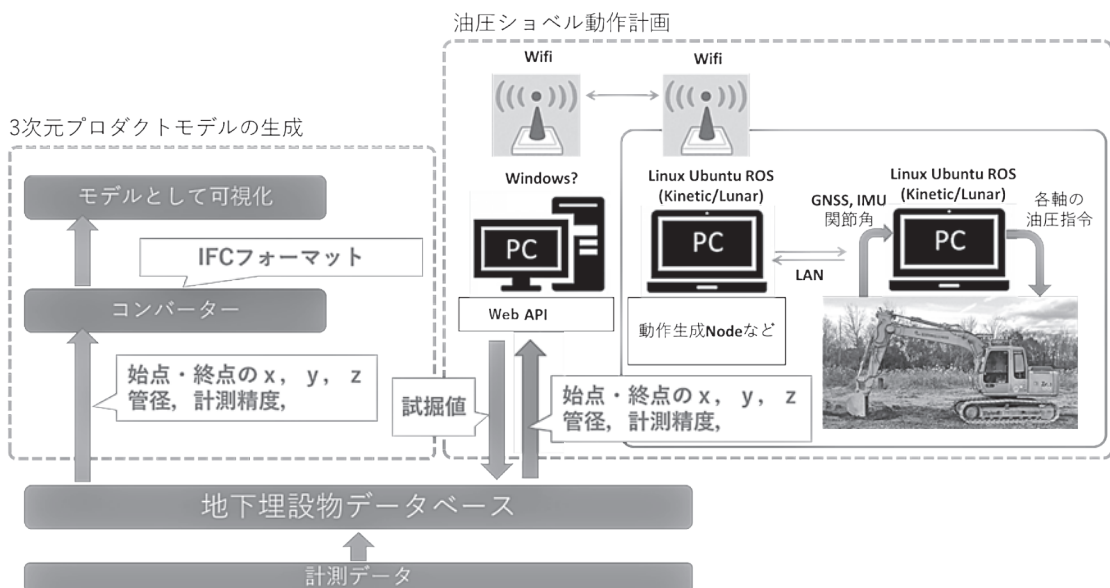 油圧ショベル動作計画
Wifi
Wifi
3次元プロダクトモデルの生成
モデルとして可視化
IFCフォーマット
コンバーター
始点・終点のx, y, z
管径, 計測精度,
Windows?
PC
Web API
Linux Ubuntu ROS
(Kinetic/Lunar)
PC
動作生成Nodeなど
LAN
GNSS, IMU
関節角
Linux Ubuntu ROS
(Kinetic/Lunar)
PC
各軸の
油圧指令
試掘値
始点・終点のx, y, z
管径, 計測精度,
地下埋設物データベース
計測データ